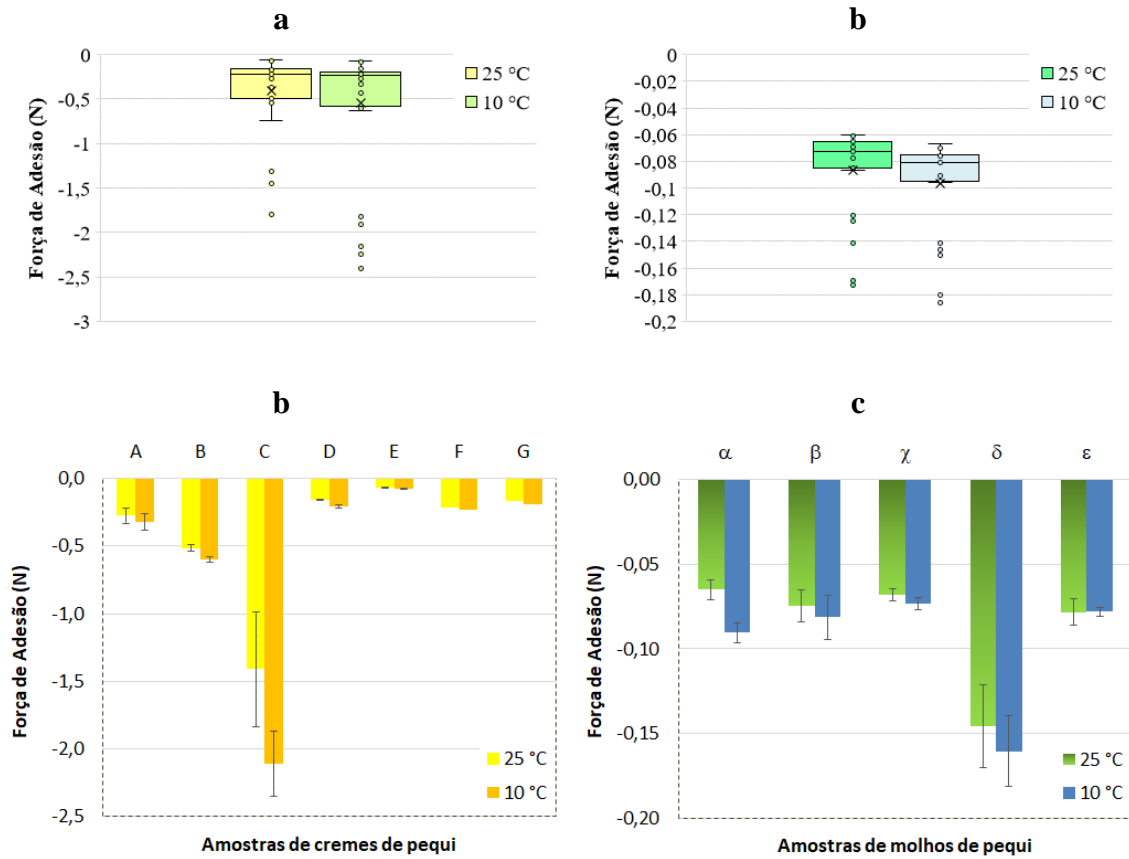 a
0
-0,5
-1
-1,5
-2
-2,5
-3
Força de Adesão (N)
25 °C
10 °C
b
0
-0,02
-0,04
-0,06
-0,08
-0,1
-0,12
-0,14
-0,16
-0,18
-0,2
Força de Adesão (N)
25 °C
10 °C
b
A B C D E F G
0,0
-0,5
-1,0
-1,5
-2,0
-2,5
Força de Adesão (N)
25 °C
10 °C
Amostras de cremes de pequi
c
α β χ δ ε
0,00
-0,05
-0,10
-0,15
-0,20
Força de Adesão (N)
25 °C
10 °C
Amostras de molhos de pequi